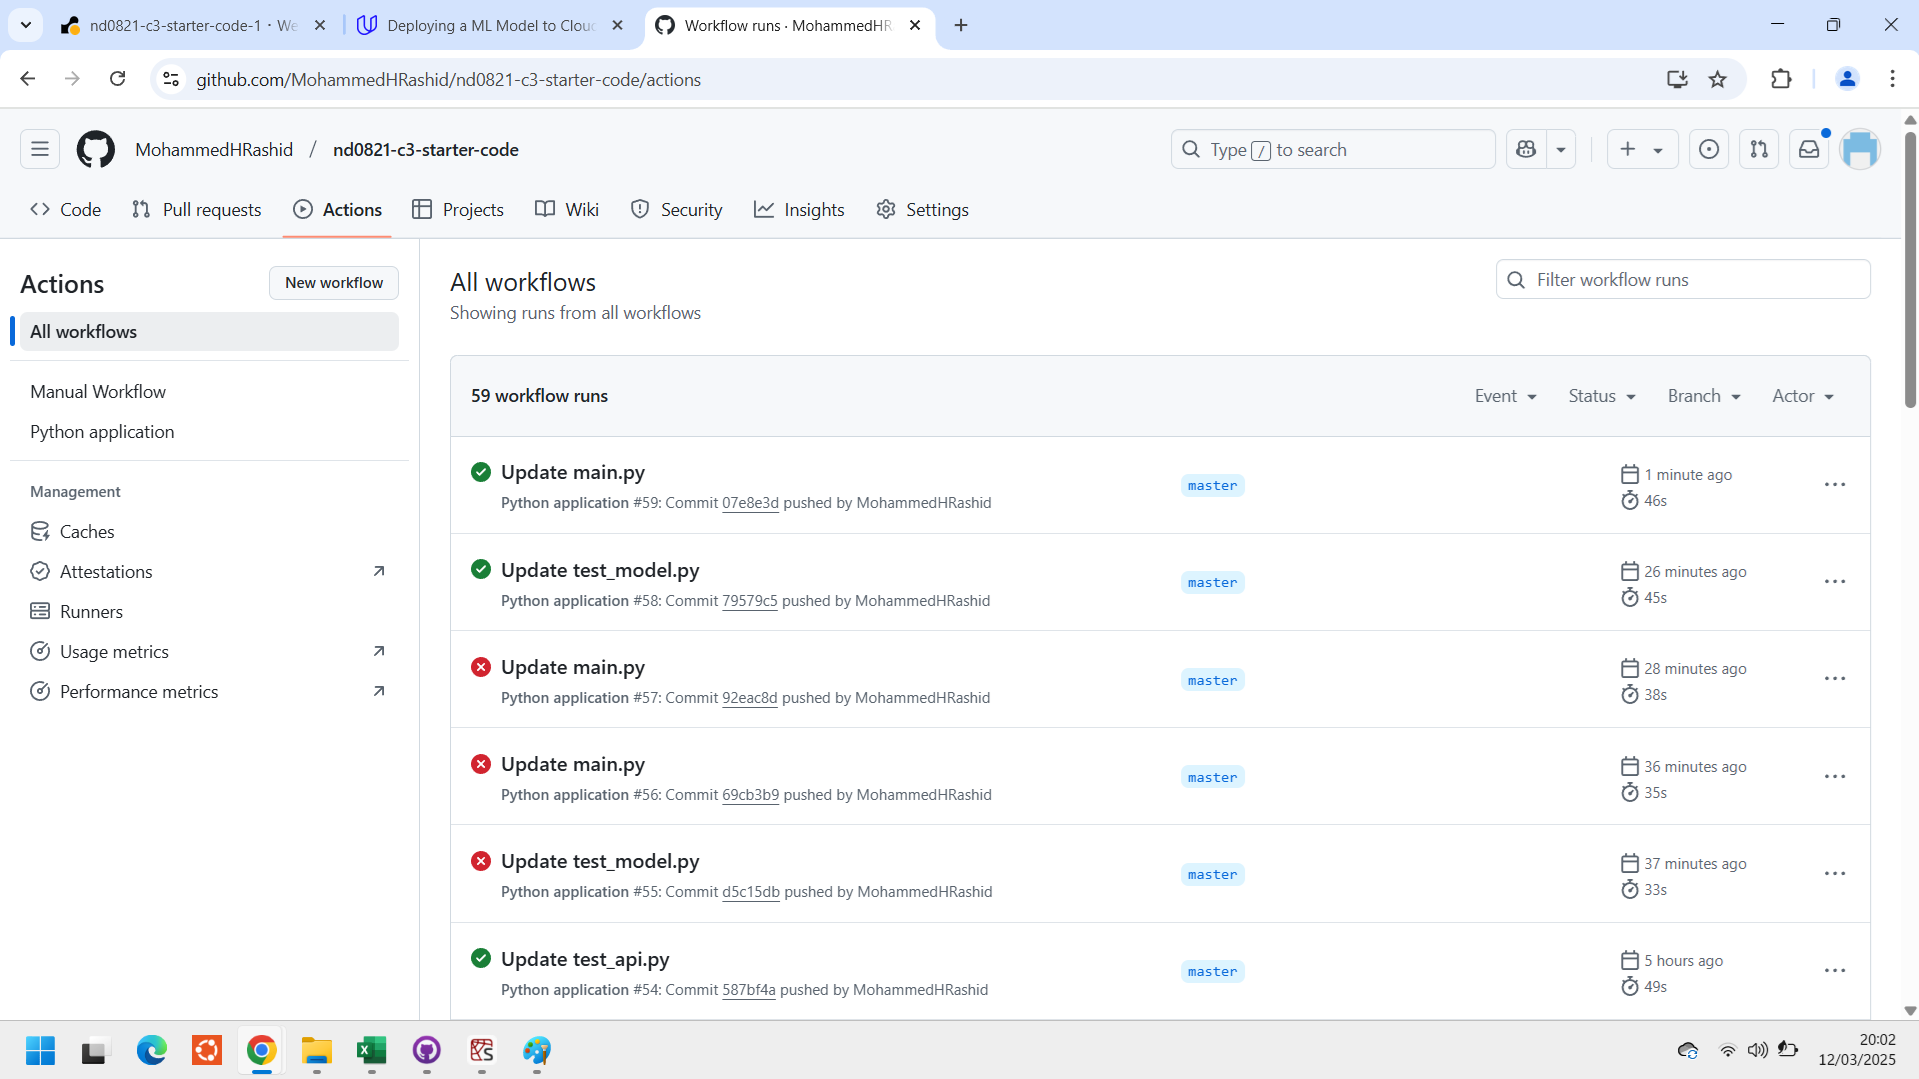 nd0821-c3-starter-code-1 · We
Deploying a ML Model to Clou
Workflow runs · MohammedHR
github.com/MohammedHRashid/nd0821-c3-starter-code/actions
MohammedHRashid / nd0821-c3-starter-code
Type / to search
Code
Pull requests
Actions
Projects
Wiki
Security
Insights
Settings
Actions
New workflow
All workflows
Manual Workflow
Python application
Management
Caches
Attestations
Runners
Usage metrics
Performance metrics
All workflows
Showing runs from all workflows
Filter workflow runs
59 workflow runs
Event
Status
Branch
Actor
Update main.py
Python application #59: Commit 07e8e3d pushed by MohammedHRashid
master
1 minute ago
46s
Update test_model.py
Python application #58: Commit 79579c5 pushed by MohammedHRashid
master
26 minutes ago
45s
Update main.py
Python application #57: Commit 92eac8d pushed by MohammedHRashid
master
28 minutes ago
38s
Update main.py
Python application #56: Commit 69cb3b9 pushed by MohammedHRashid
master
36 minutes ago
35s
Update test_model.py
Python application #55: Commit d5c15db pushed by MohammedHRashid
master
37 minutes ago
33s
Update test_api.py
Python application #54: Commit 587bf4a pushed by MohammedHRashid
master
5 hours ago
49s
20:02
12/03/2025